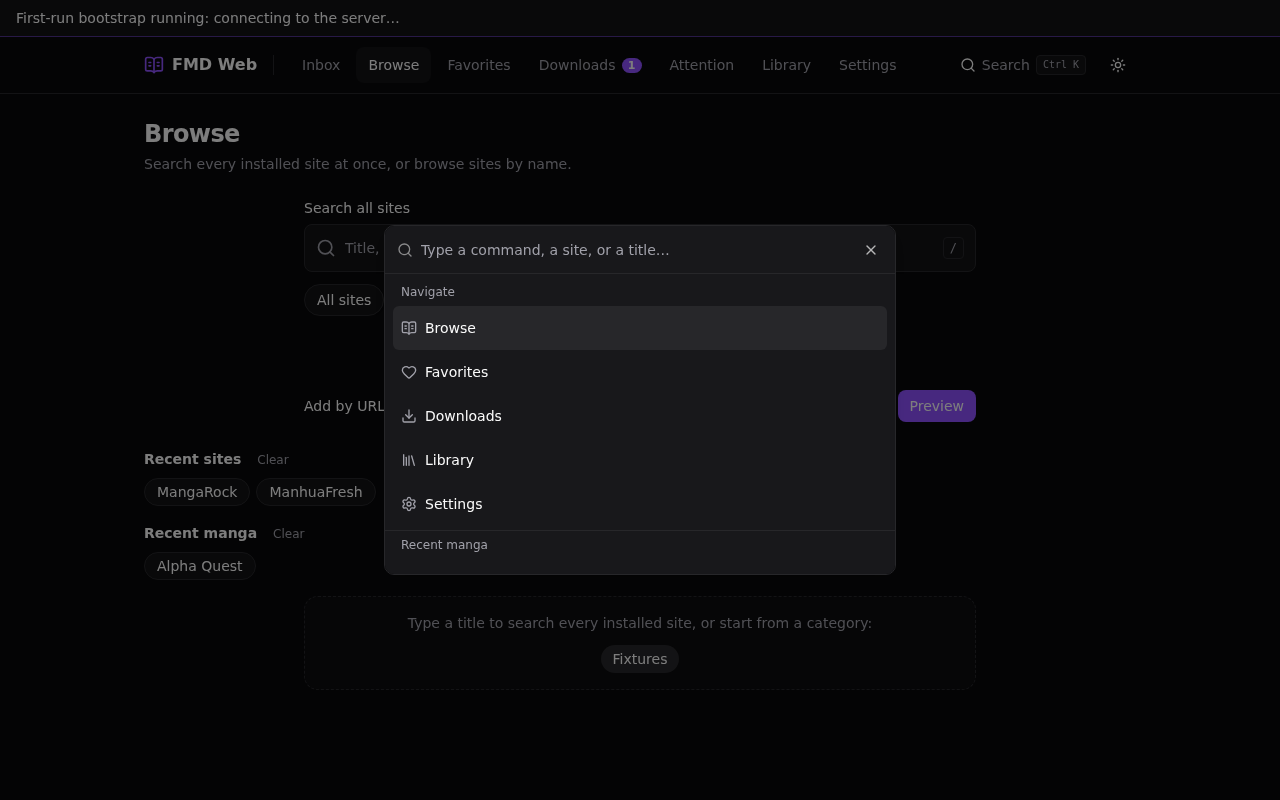 First-run bootstrap running: connecting to the server…
FMD Web Inbox Browse Favorites Downloads 1 Attention Library Settings Search Ctrl K
Browse
Search every installed site at once, or browse sites by name.
Search all sites
Title, /
Type a command, a site, or a title…
All sites
Navigate
Browse
Favorites
Downloads
Library
Settings
Recent manga
Add by URL Preview
Recent sites Clear
MangaRock ManhuaFresh
Recent manga Clear
Alpha Quest
Type a title to search every installed site, or start from a category:
Fixtures